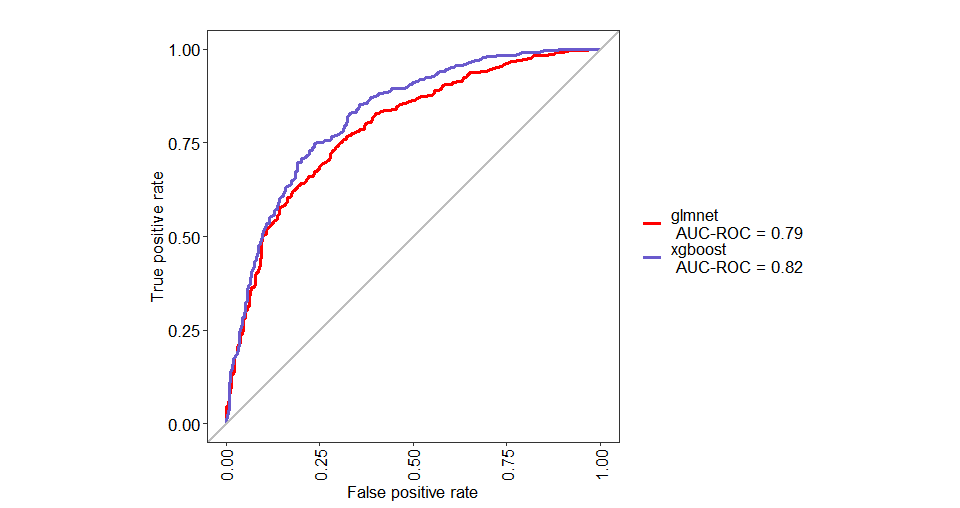 1.00
0.75
0.50
0.25
0.00
True positive rate
0.00
0.25
0.50
0.75
1.00
False positive rate
glmnet
AUC-ROC = 0.79
xgboost
AUC-ROC = 0.82